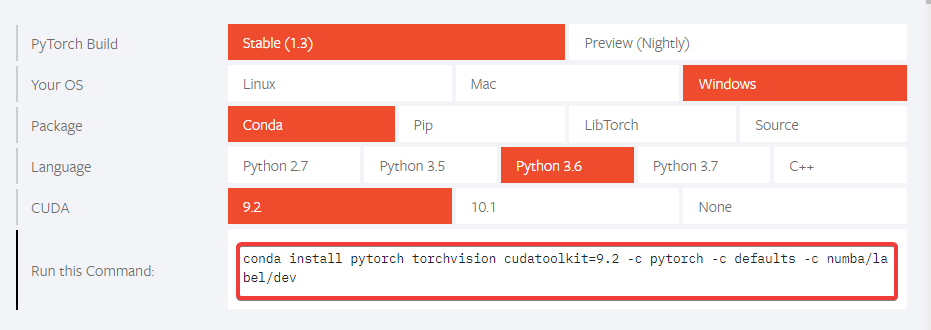 PyTorch Build Stable (1.3) Preview (Nightly)
Your OS Linux Mac Windows
Package Conda Pip LibTorch Source
Language Python 2.7 Python 3.5 Python 3.6 Python 3.7 C++
CUDA 9.2 10.1 None
Run this Command:
conda install pytorch torchvision cudatoolkit=9.2 -c pytorch -c defaults -c numba/la
bel/dev